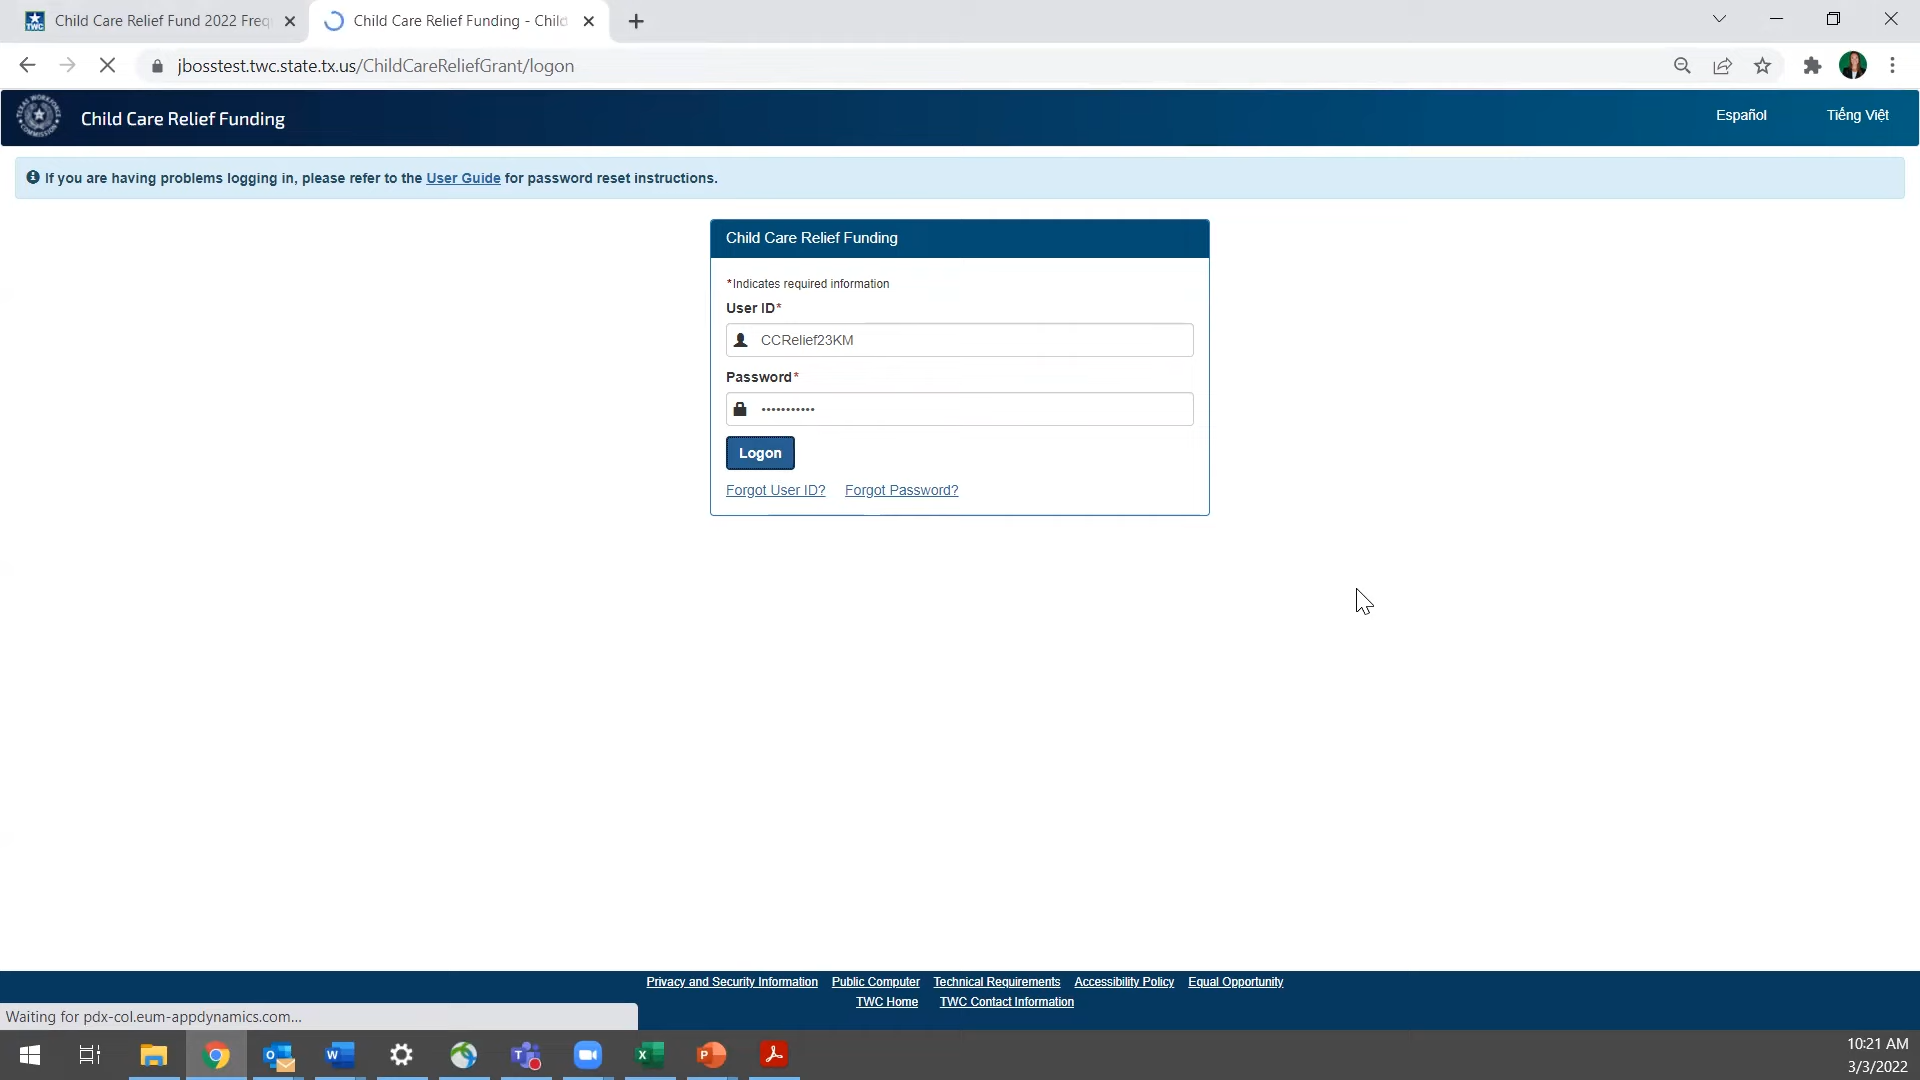 Child Care Relief Fund 2022 Freq
Child Care Relief Funding - Child
jbosstest.twc.state.tx.us/ChildCareReliefGrant/logon
Child Care Relief Funding
Español
Tiếng Việt
If you are having problems logging in, please refer to the User Guide for password reset instructions.
Child Care Relief Funding
*Indicates required information
User ID*
CCRelief23KM
Password*
•••••••••••
Logon
Forgot User ID? Forgot Password?
Privacy and Security Information Public Computer Technical Requirements Accessibility Policy Equal Opportunity
TWC Home TWC Contact Information
Waiting for pdx-col.eum-appdynamics.com...
10:21 AM
3/3/2022